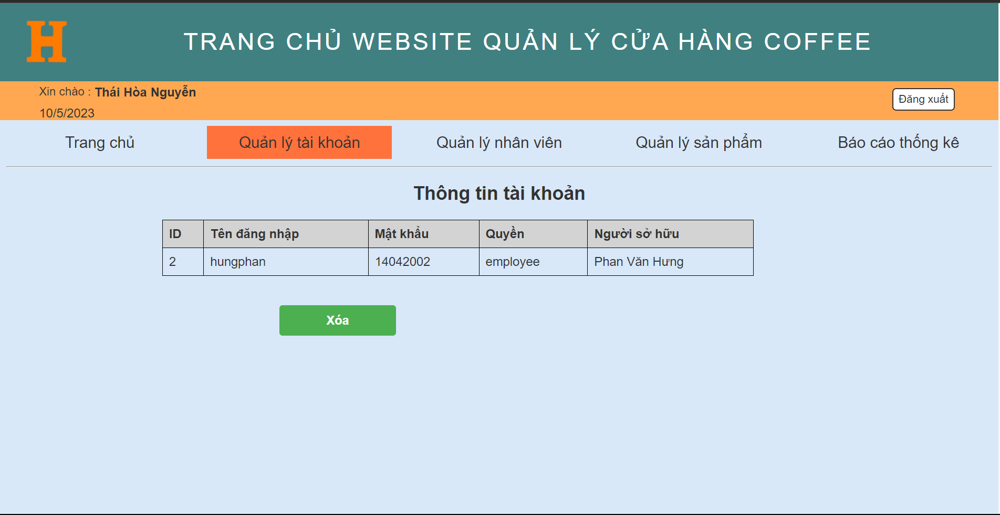 H
TRANG CHỦ WEBSITE QUẢN LÝ CỬA HÀNG COFFEE
Xin chào : Thái Hòa Nguyễn
Đăng xuất
10/5/2023
Trang chủ Quản lý tài khoản Quản lý nhân viên Quản lý sản phẩm Báo cáo thống kê
Thông tin tài khoản
ID Tên đăng nhập Mật khẩu Quyền Người sở hữu
2 hungphan 14042002 employee Phan Văn Hưng
Xóa